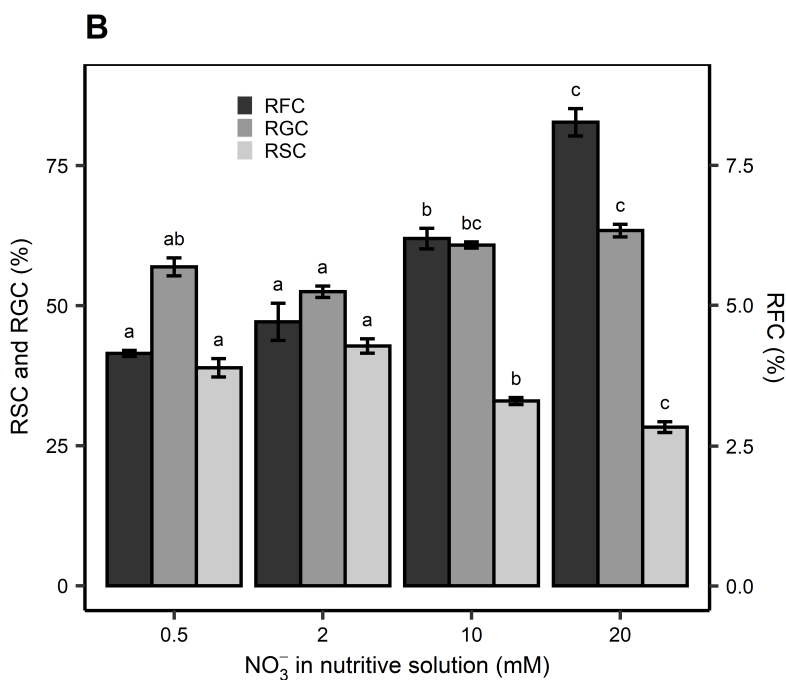 B
RFC
RGC
RSC
75
50
25
0
RSC and RGC (%)
7.5
5.0
2.5
0.0
RFC (%)
a
ab
a
a
a
a
b
bc
b
c
c
c
0.5
2
10
20
NO₃⁻ in nutritive solution (mM)